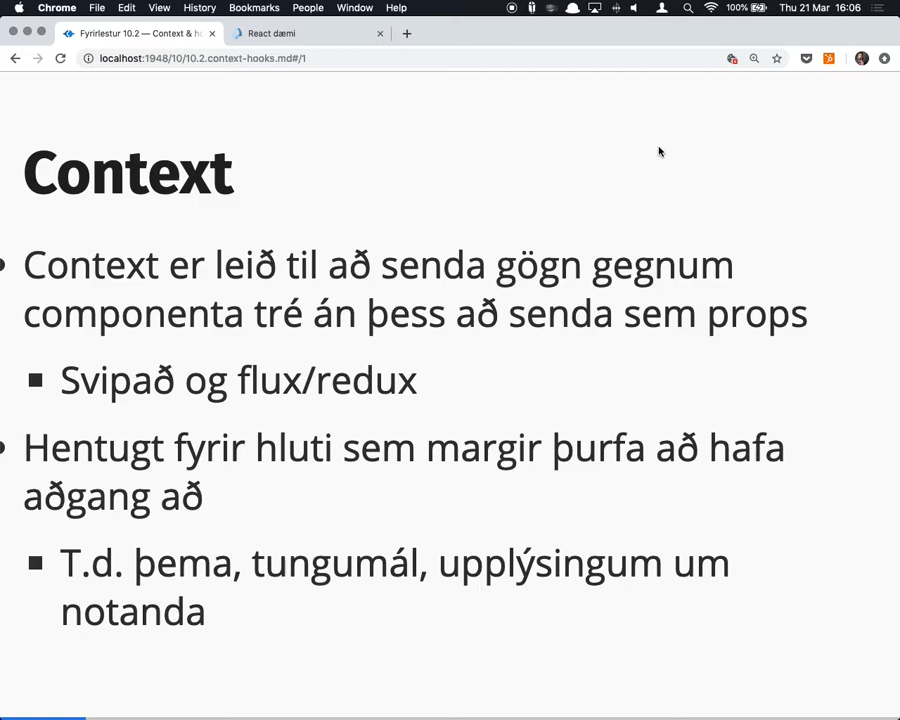 Chrome File Edit View History Bookmarks People Window Help 100% Thu 21 Mar 16:06
Fyrirlestur 10.2 — Context & ho React dæmi
localhost:1948/10/10.2.context-hooks.md#/1
Context
• Context er leið til að senda gögn gegnum
componenta tré án þess að senda sem props
▪ Svipað og flux/redux
• Hentugt fyrir hluti sem margir þurfa að hafa
aðgang að
▪ T.d. þema, tungumál, upplýsingum um
notanda